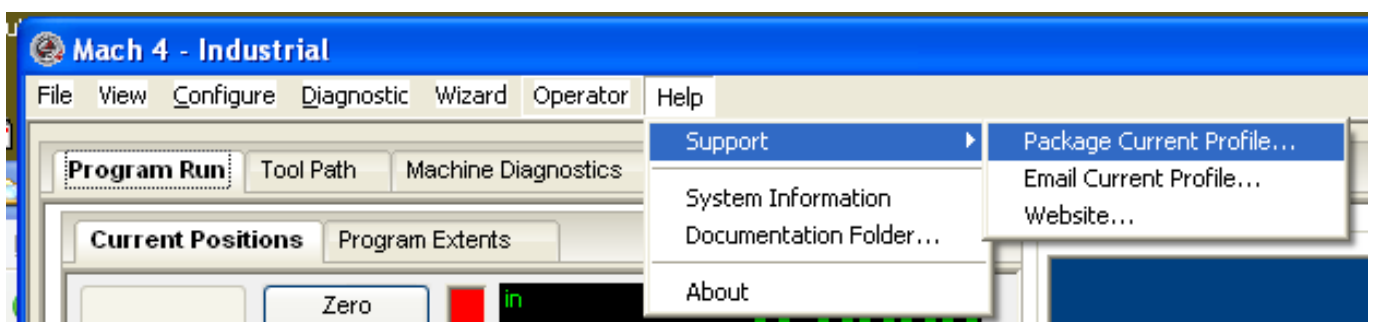 Mach 4 - Industrial
File View Configure Diagnostic Wizard Operator Help
Support
Package Current Profile...
Email Current Profile...
Website...
System Information
Documentation Folder...
About
Program Run Tool Path Machine Diagnostics
Current Positions Program Extents
Zero
in